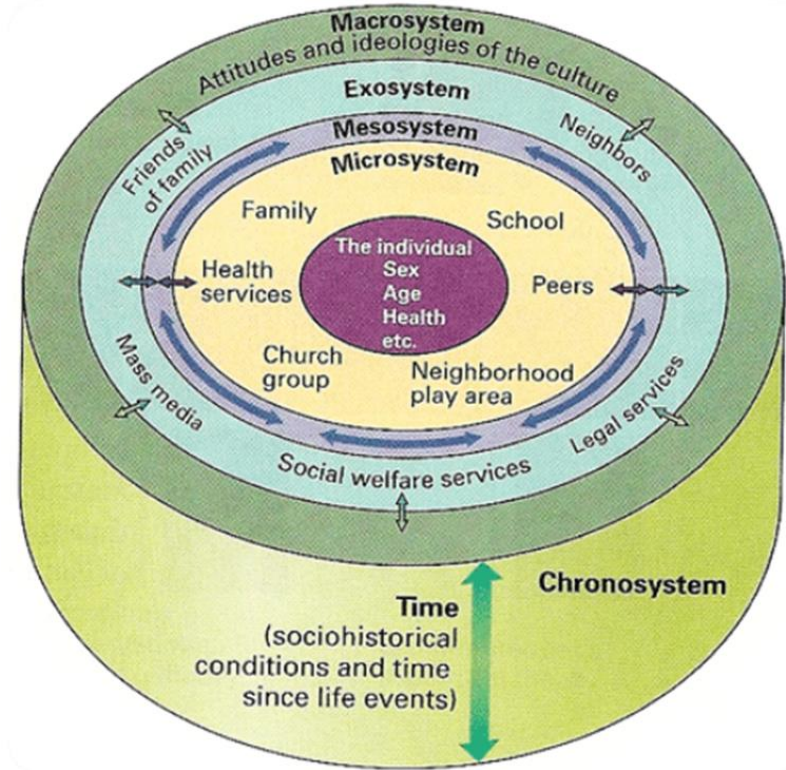 Macrosystem
Attitudes and ideologies of the culture
Exosystem
Mesosystem
Microsystem
Friends
of family
Neighbors
Family
School
The individual
Sex
Age
Health
etc.
Health
services
Peers
Church
group
Neighborhood
play area
Mass media
Legal services
Social welfare services
Chronosystem
Time
(sociohistorical
conditions and time
since life events)